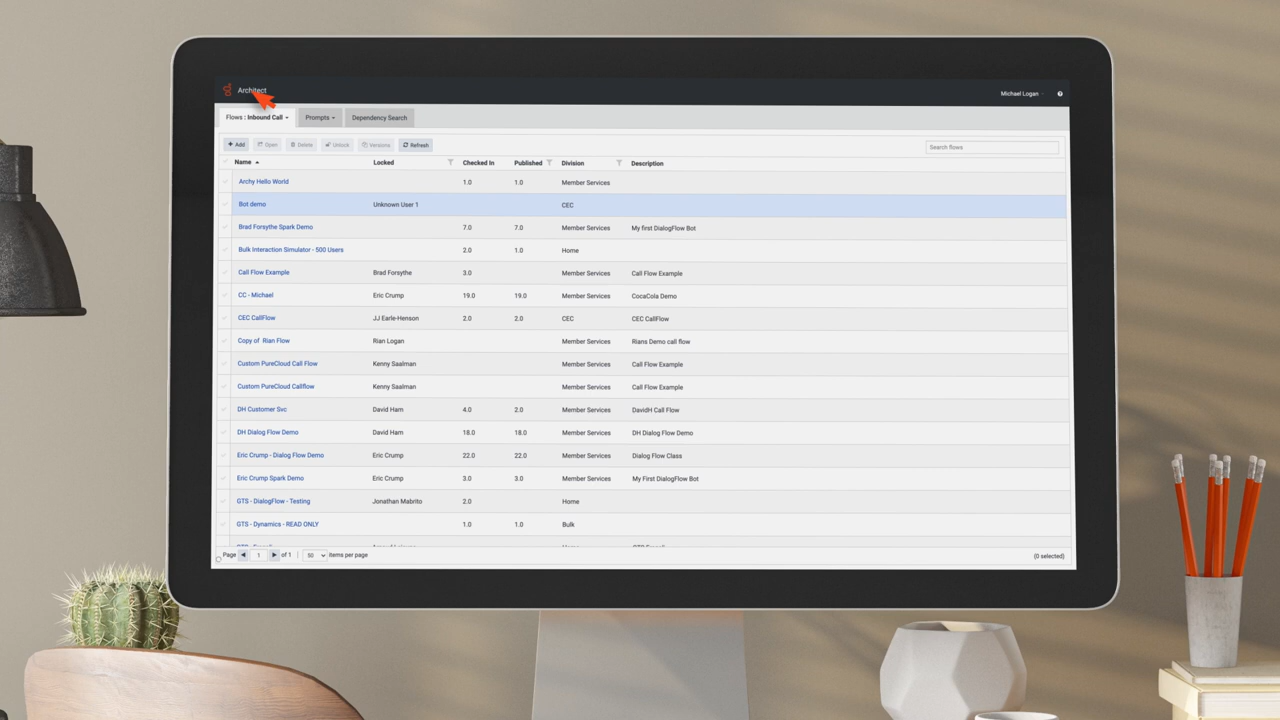 Architect
Michael Logan
Flows : Inbound Call Prompts Dependency Search
Add Open Delete Unlock Versions Refresh Search flows
Name Locked Checked In Published Division Description
Archy Hello World 1.0 1.0 Member Services
Bot demo Unknown User 1 CEC
Brad Forsythe Spark Demo 7.0 7.0 Member Services My first DialogFlow Bot
Bulk Interaction Simulator - 500 Users 2.0 1.0 Home
Call Flow Example Brad Forsythe 3.0 Member Services Call Flow Example
CC - Michael Eric Crump 19.0 19.0 Member Services CocaCola Demo
CEC CallFlow JJ Earle-Henson 2.0 2.0 CEC CEC CallFlow
Copy of Rian Flow Rian Logan Member Services Rians Demo call flow
Custom PureCloud Call Flow Kenny Saalman Member Services Call Flow Example
Custom PureCloud Callflow Kenny Saalman Member Services Call Flow Example
DH Customer Svc David Ham 4.0 2.0 Member Services DavidH Call Flow
DH Dialog Flow Demo David Ham 18.0 18.0 Member Services DH Dialog Flow Demo
Eric Crump - Dialog Flow Demo Eric Crump 22.0 22.0 Member Services Dialog Flow Class
Eric Crump Spark Demo Eric Crump 3.0 3.0 Member Services My First DialogFlow Bot
GTS - DialogFlow - Testing Jonathan Mabrito 2.0 Home
GTS - Dynamics - READ ONLY 1.0 1.0 Bulk
Page 1 of 1 | 50 items per page (0 selected)